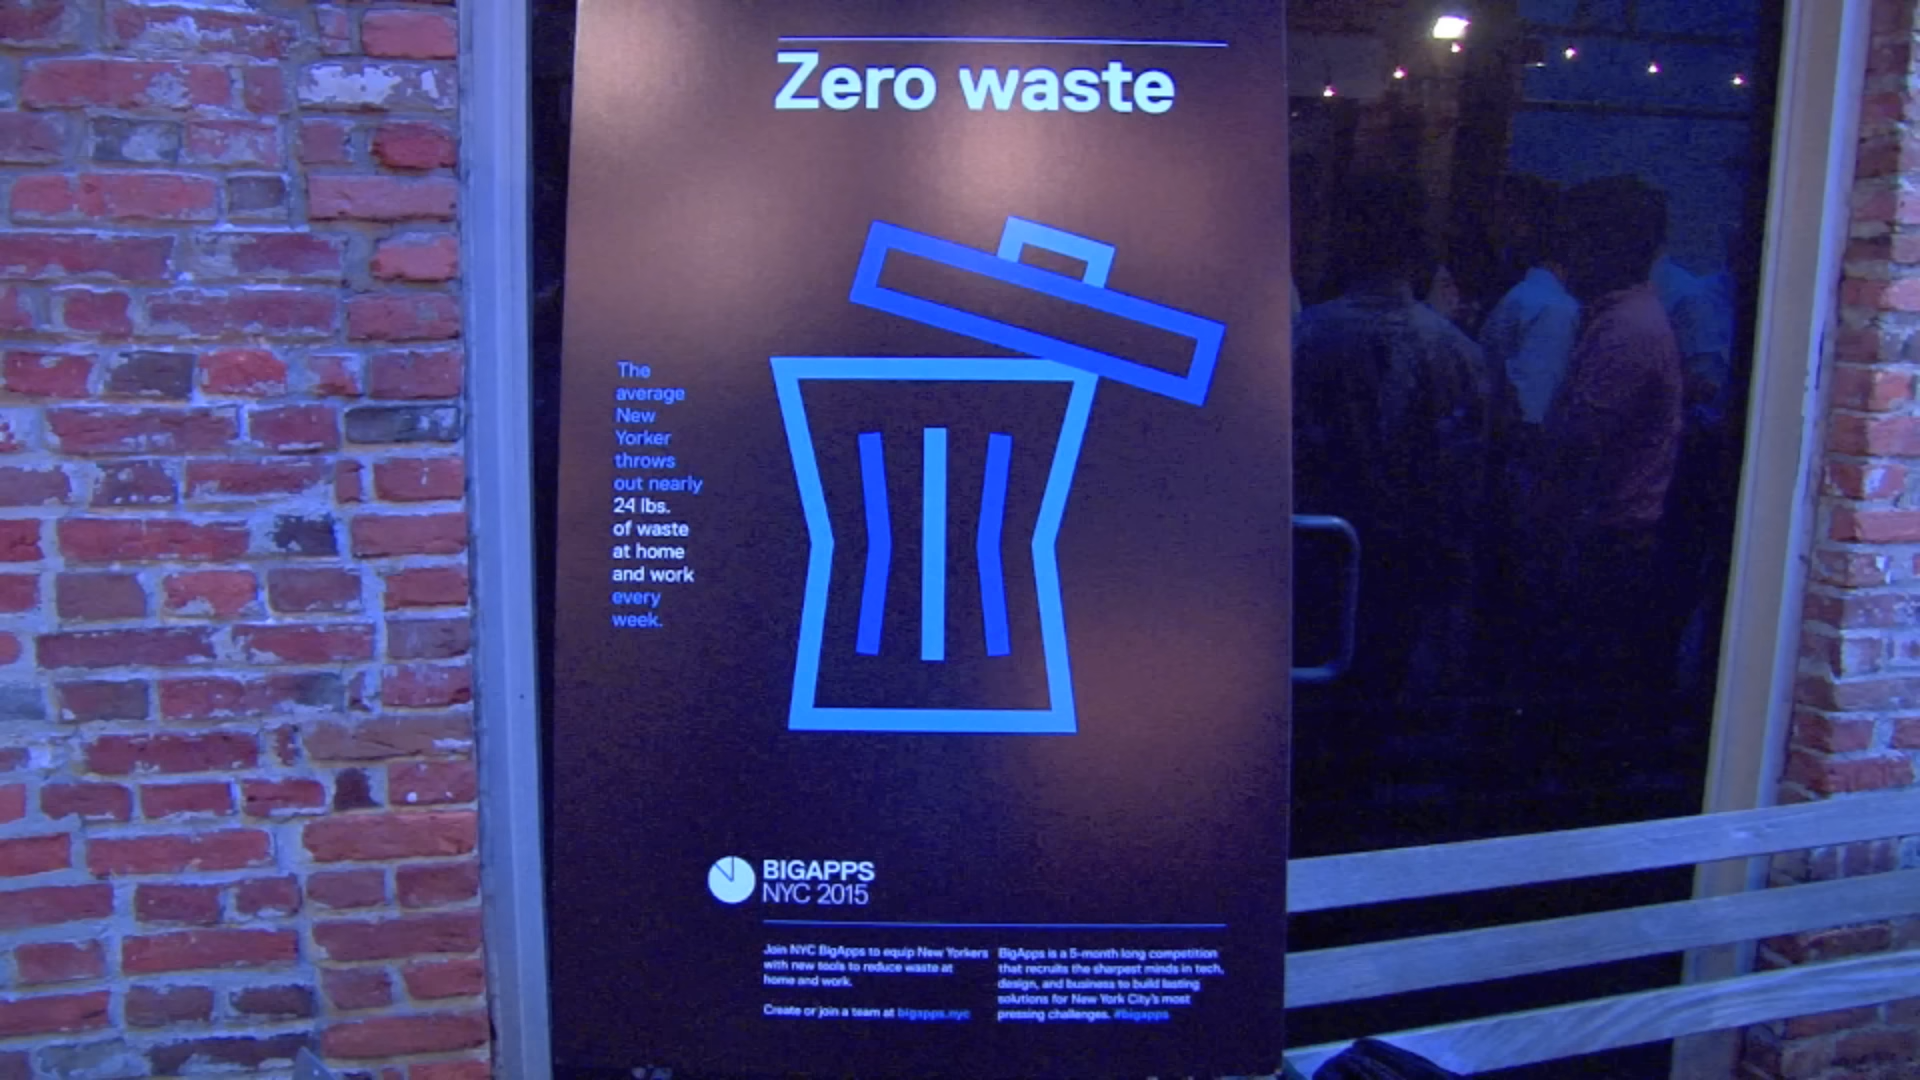 Zero waste
The
average
New
Yorker
throws
out nearly
24 lbs.
of waste
at home
and work
every
week.
BIGAPPS
NYC 2015
Join NYC BigApps to equip New Yorkers
with new tools to reduce waste at
home and work.
Create or join a team at bigapps.nyc
BigApps is a 5-month long competition
that recruits the sharpest minds in tech,
design, and business to build lasting
solutions for New York City's most
pressing challenges. #bigapps